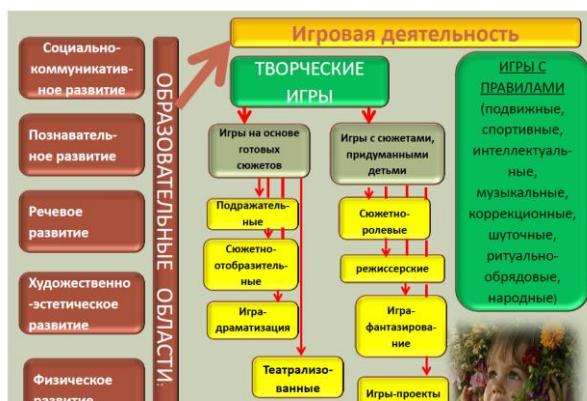 Социально-
коммуникатив-
ное развитие
Познаватель-
ное развитие
Речевое
развитие
Художественно
-эстетическое
развитие
Физическое
развитие
ОБРАЗОВАТЕЛЬНЫЕ ОБЛАСТИ:
Игровая деятельность
ТВОРЧЕСКИЕ
ИГРЫ
Игры на основе
готовых
сюжетов
Подражатель-
ные
Сюжетно-
отобразитель-
ные
Игра-
драматизация
Театрализо-
ванные
Игры с сюжетами,
придуманными
детьми
Сюжетно-
ролевые
режиссерские
Игра-
фантазирова-
ние
Игры-проекты
ИГРЫ С
ПРАВИЛАМИ
(подвижные,
спортивные,
интеллектуаль-
ные,
музыкальные,
коррекционные,
шуточные,
ритуально-
обрядовые,
народные)